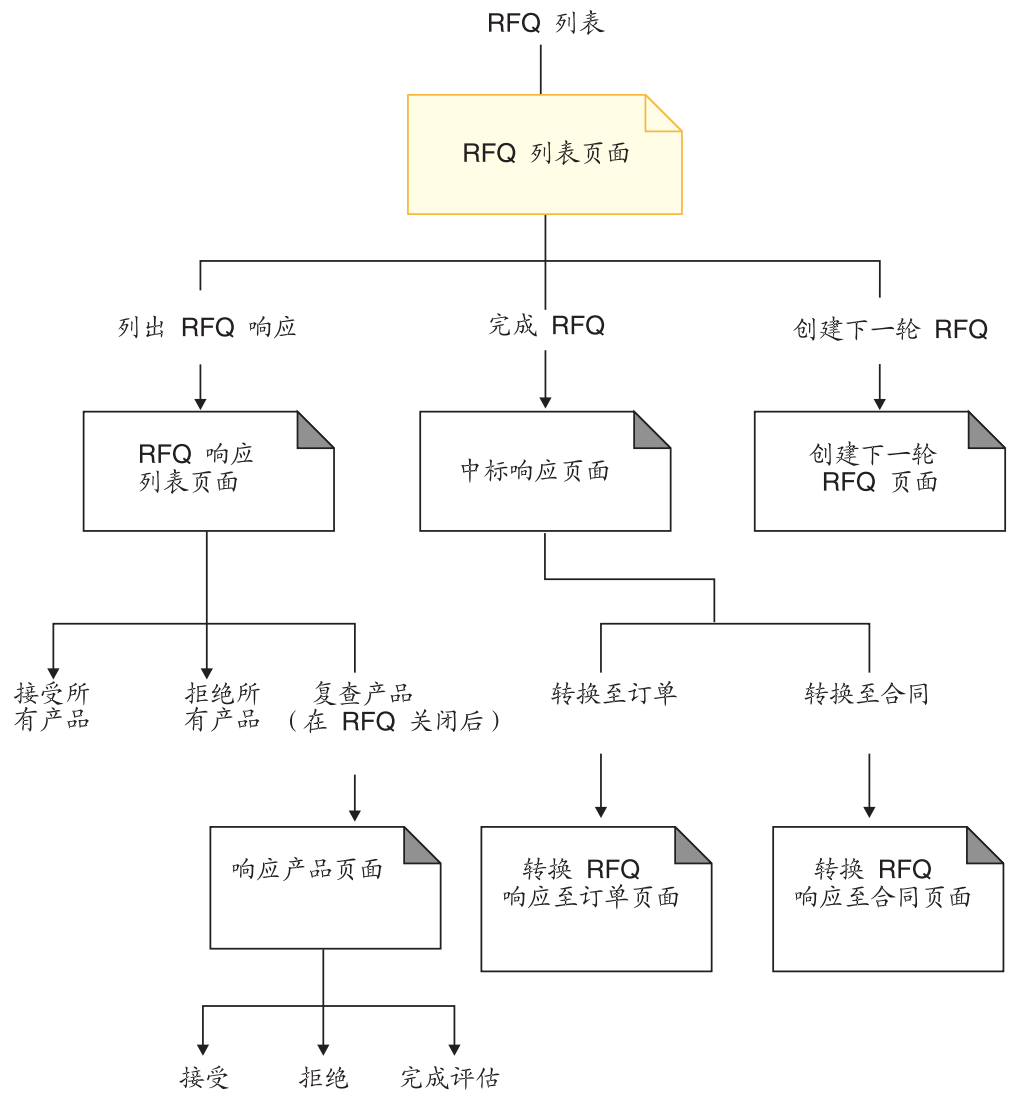 RFQ 列表
RFQ 列表页面
列出 RFQ 响应
完成 RFQ
创建下一轮 RFQ
RFQ 响应
列表页面
中标响应页面
创建下一轮
RFQ 页面
接受所
有产品
拒绝所
有产品
复查产品
（在 RFQ 关闭后）
转换至订单
转换至合同
响应产品页面
转换 RFQ
响应至订单页面
转换 RFQ
响应至合同页面
接受
拒绝
完成评估